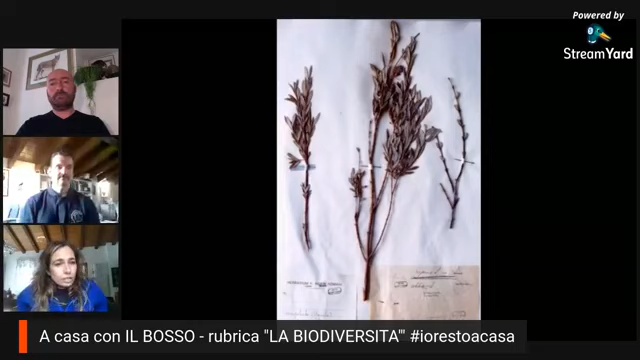 Powered by
StreamYard
A casa con IL BOSSO - rubrica "LA BIODIVERSITA'" #iorestoacasa